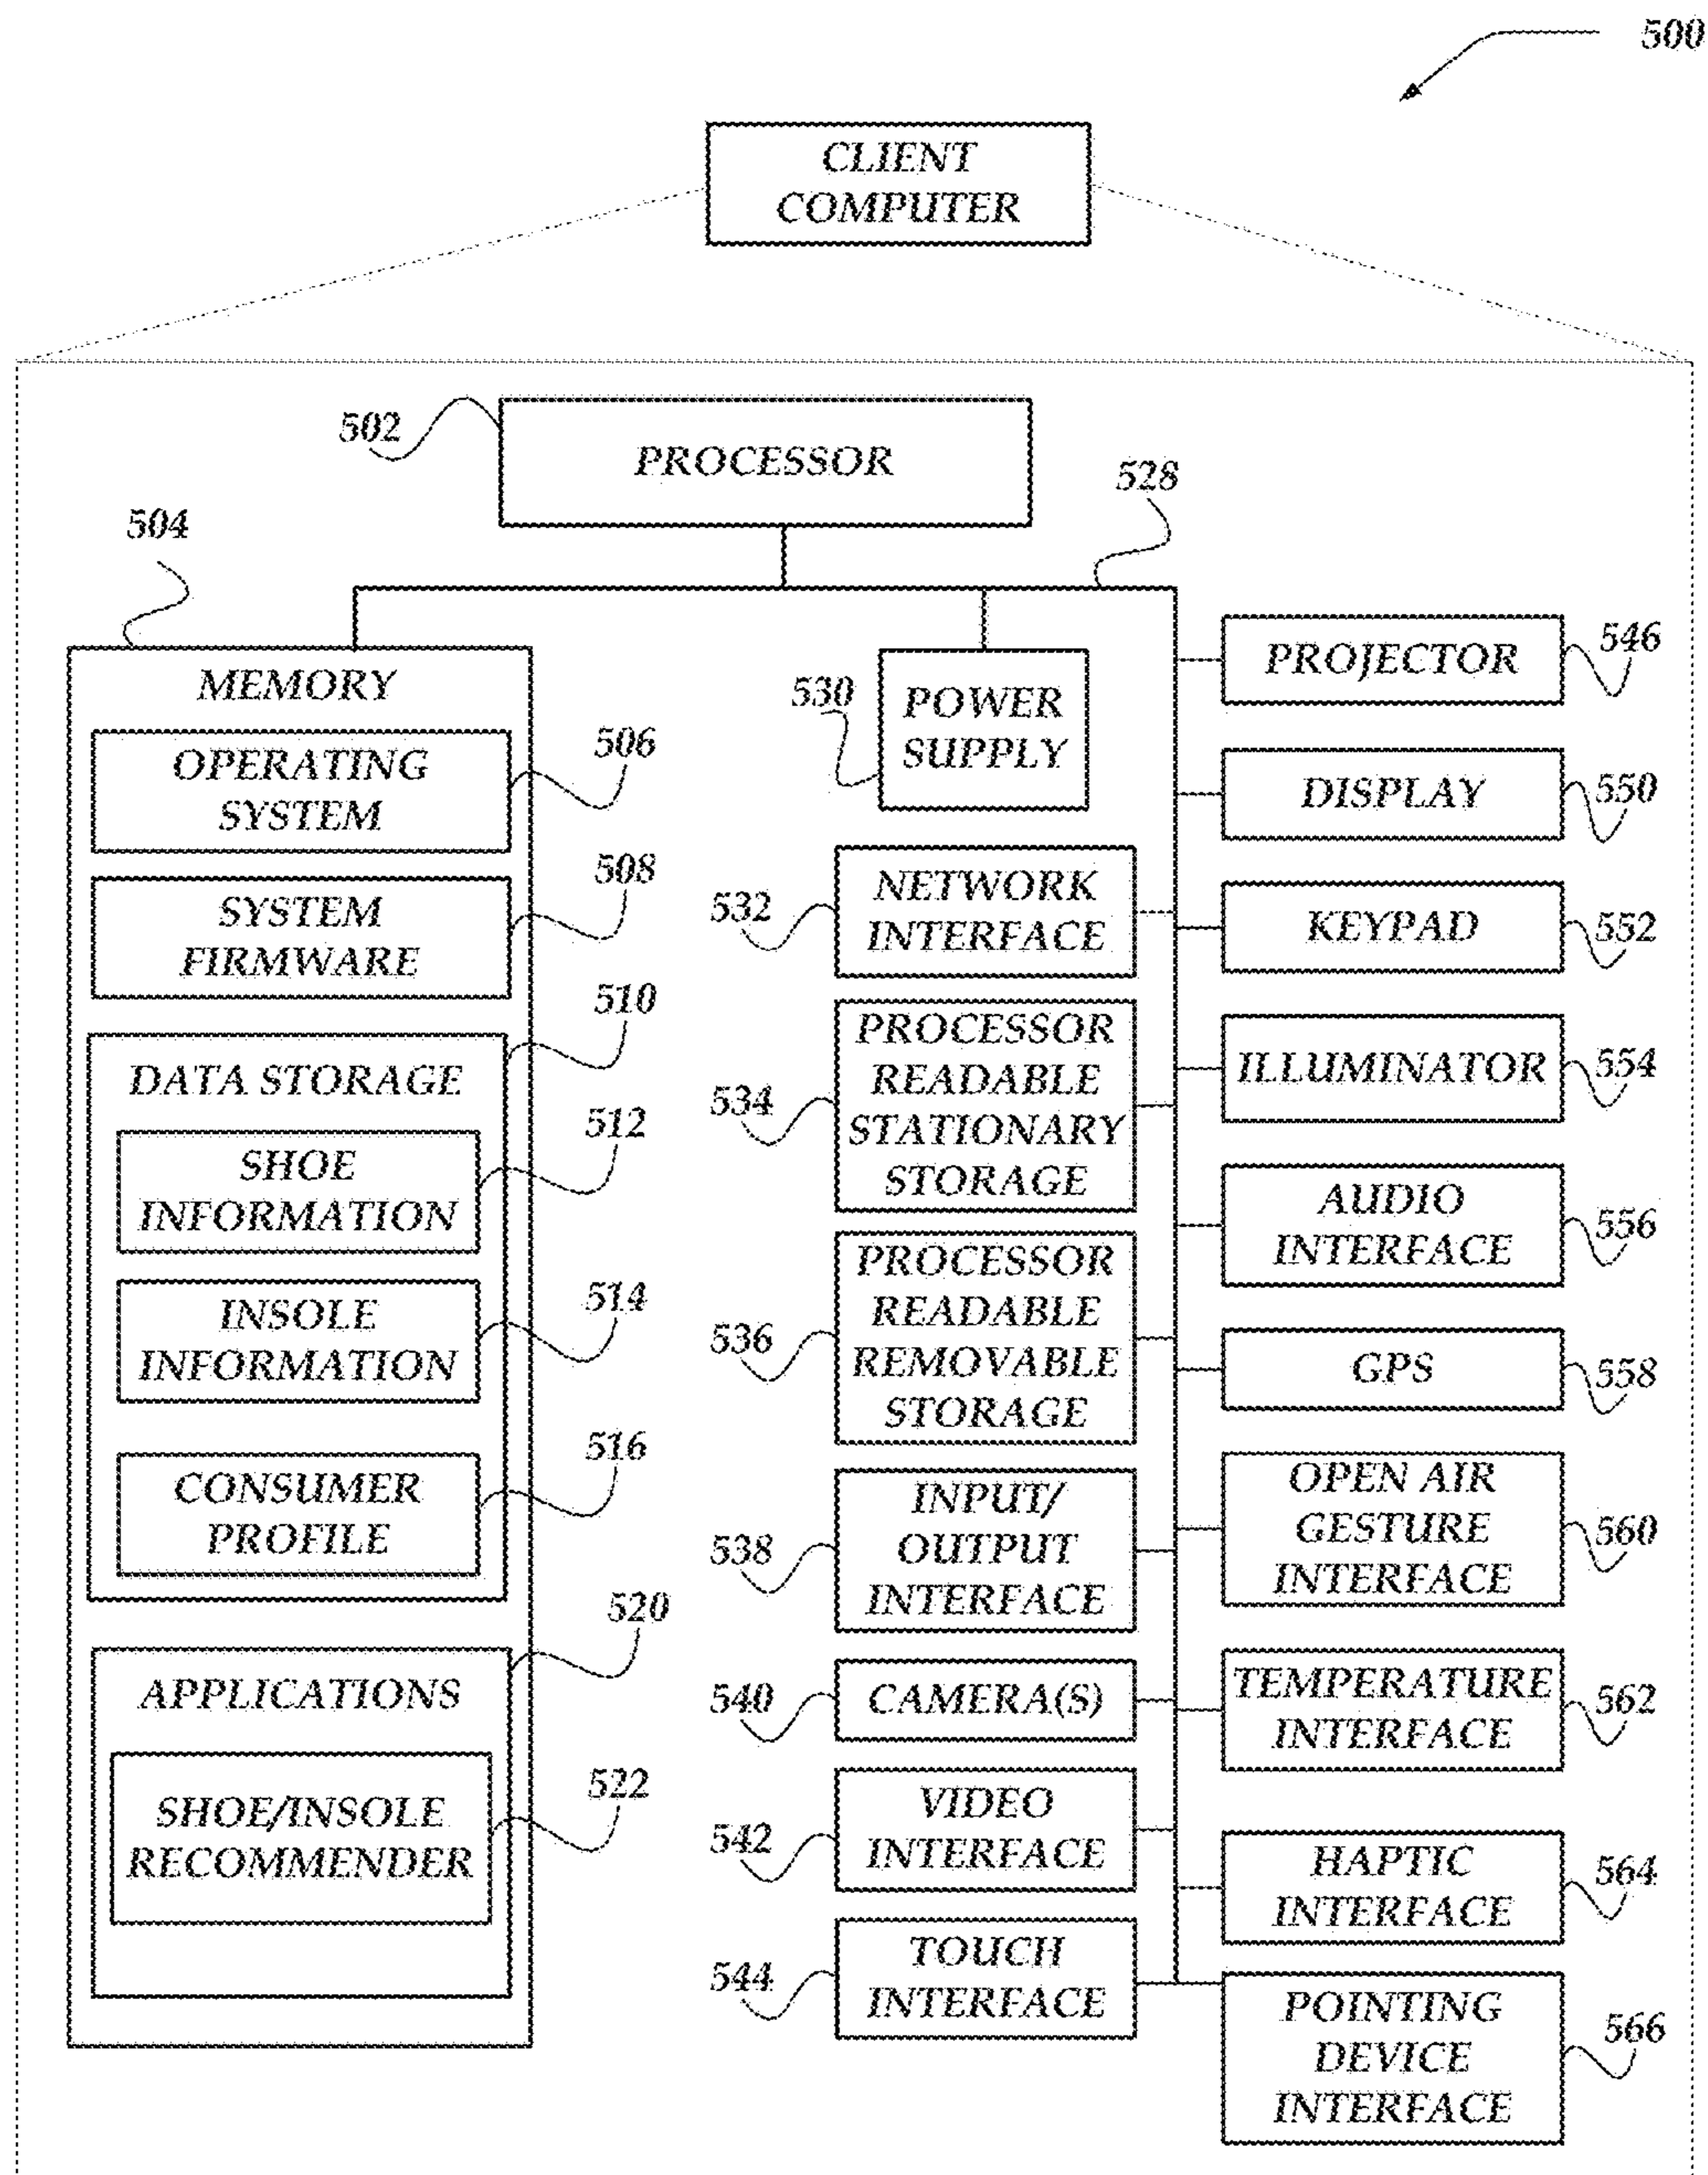 500
CLIENT
COMPUTER
502
PROCESSOR
528
504
MEMORY
OPERATING
SYSTEM
506
SYSTEM
FIRMWARE
508
510
DATA STORAGE
SHOE
INFORMATION
512
INSOLE
INFORMATION
514
CONSUMER
PROFILE
516
520
APPLICATIONS
SHOE/INSOLE
RECOMMENDER
522
530
POWER
SUPPLY
532
NETWORK
INTERFACE
534
PROCESSOR
READABLE
STATIONARY
STORAGE
536
PROCESSOR
READABLE
REMOVABLE
STORAGE
538
INPUT/
OUTPUT
INTERFACE
540
CAMERA(S)
542
VIDEO
INTERFACE
544
TOUCH
INTERFACE
PROJECTOR
546
DISPLAY
550
KEYPAD
552
ILLUMINATOR
554
AUDIO
INTERFACE
556
GPS
558
OPEN AIR
GESTURE
INTERFACE
560
TEMPERATURE
INTERFACE
562
HAPTIC
INTERFACE
564
POINTING
DEVICE
INTERFACE
566